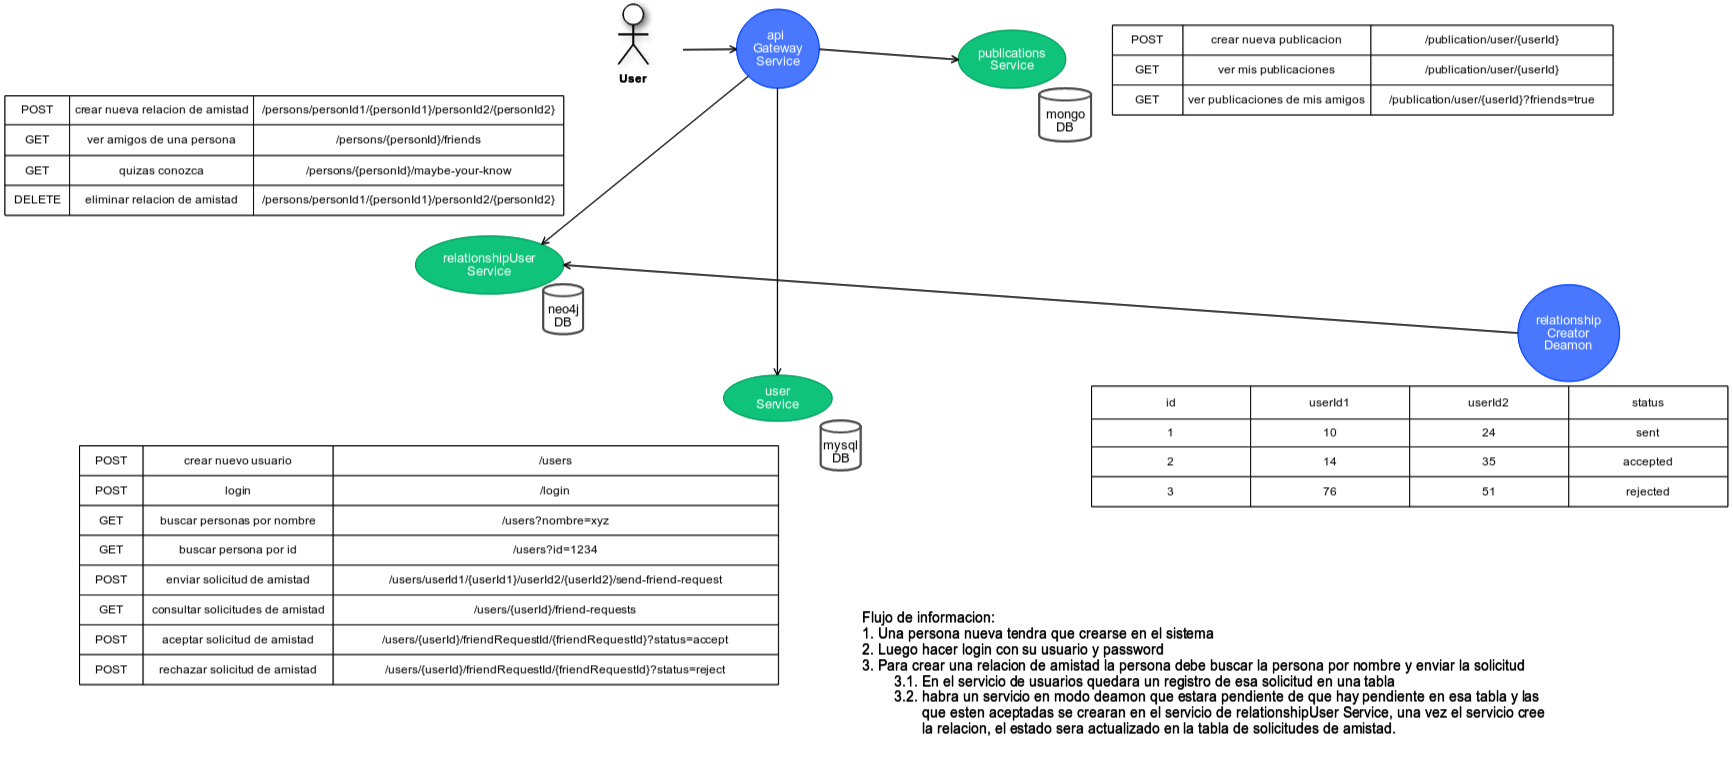 User
api
Gateway
Service
publications
Service
mongo
DB
POST crear nueva publicacion /publication/user/{userId}
GET ver mis publicaciones /publication/user/{userId}
GET ver publicaciones de mis amigos /publication/user/{userId}?friends=true
POST crear nueva relacion de amistad /persons/personId1/{personId1}/personId2/{personId2}
GET ver amigos de una persona /persons/{personId}/friends
GET quizas conozca /persons/{personId}/maybe-your-know
DELETE eliminar relacion de amistad /persons/personId1/{personId1}/personId2/{personId2}
relationshipUser
Service
neo4j
DB
relationship
Creator
Deamon
id userId1 userId2 status
1 10 24 sent
2 14 35 accepted
3 76 51 rejected
user
Service
mysql
DB
POST crear nuevo usuario /users
POST login /login
GET buscar personas por nombre /users?nombre=xyz
GET buscar persona por id /users?id=1234
POST enviar solicitud de amistad /users/userId1/{userId1}/userId2/{userId2}/send-friend-request
GET consultar solicitudes de amistad /users/{userId}/friend-requests
POST aceptar solicitud de amistad /users/{userId}/friendRequestId/{friendRequestId}?status=accept
POST rechazar solicitud de amistad /users/{userId}/friendRequestId/{friendRequestId}?status=reject
Flujo de informacion:
1. Una persona nueva tendra que crearse en el sistema
2. Luego hacer login con su usuario y password
3. Para crear una relacion de amistad la persona debe buscar la persona por nombre y enviar la solicitud
3.1. En el servicio de usuarios quedara un registro de esa solicitud en una tabla
3.2. habra un servicio en modo deamon que estara pendiente de que hay pendiente en esa tabla y las
que esten aceptadas se crearan en el servicio de relationshipUser Service, una vez el servicio cree
la relacion, el estado sera actualizado en la tabla de solicitudes de amistad.